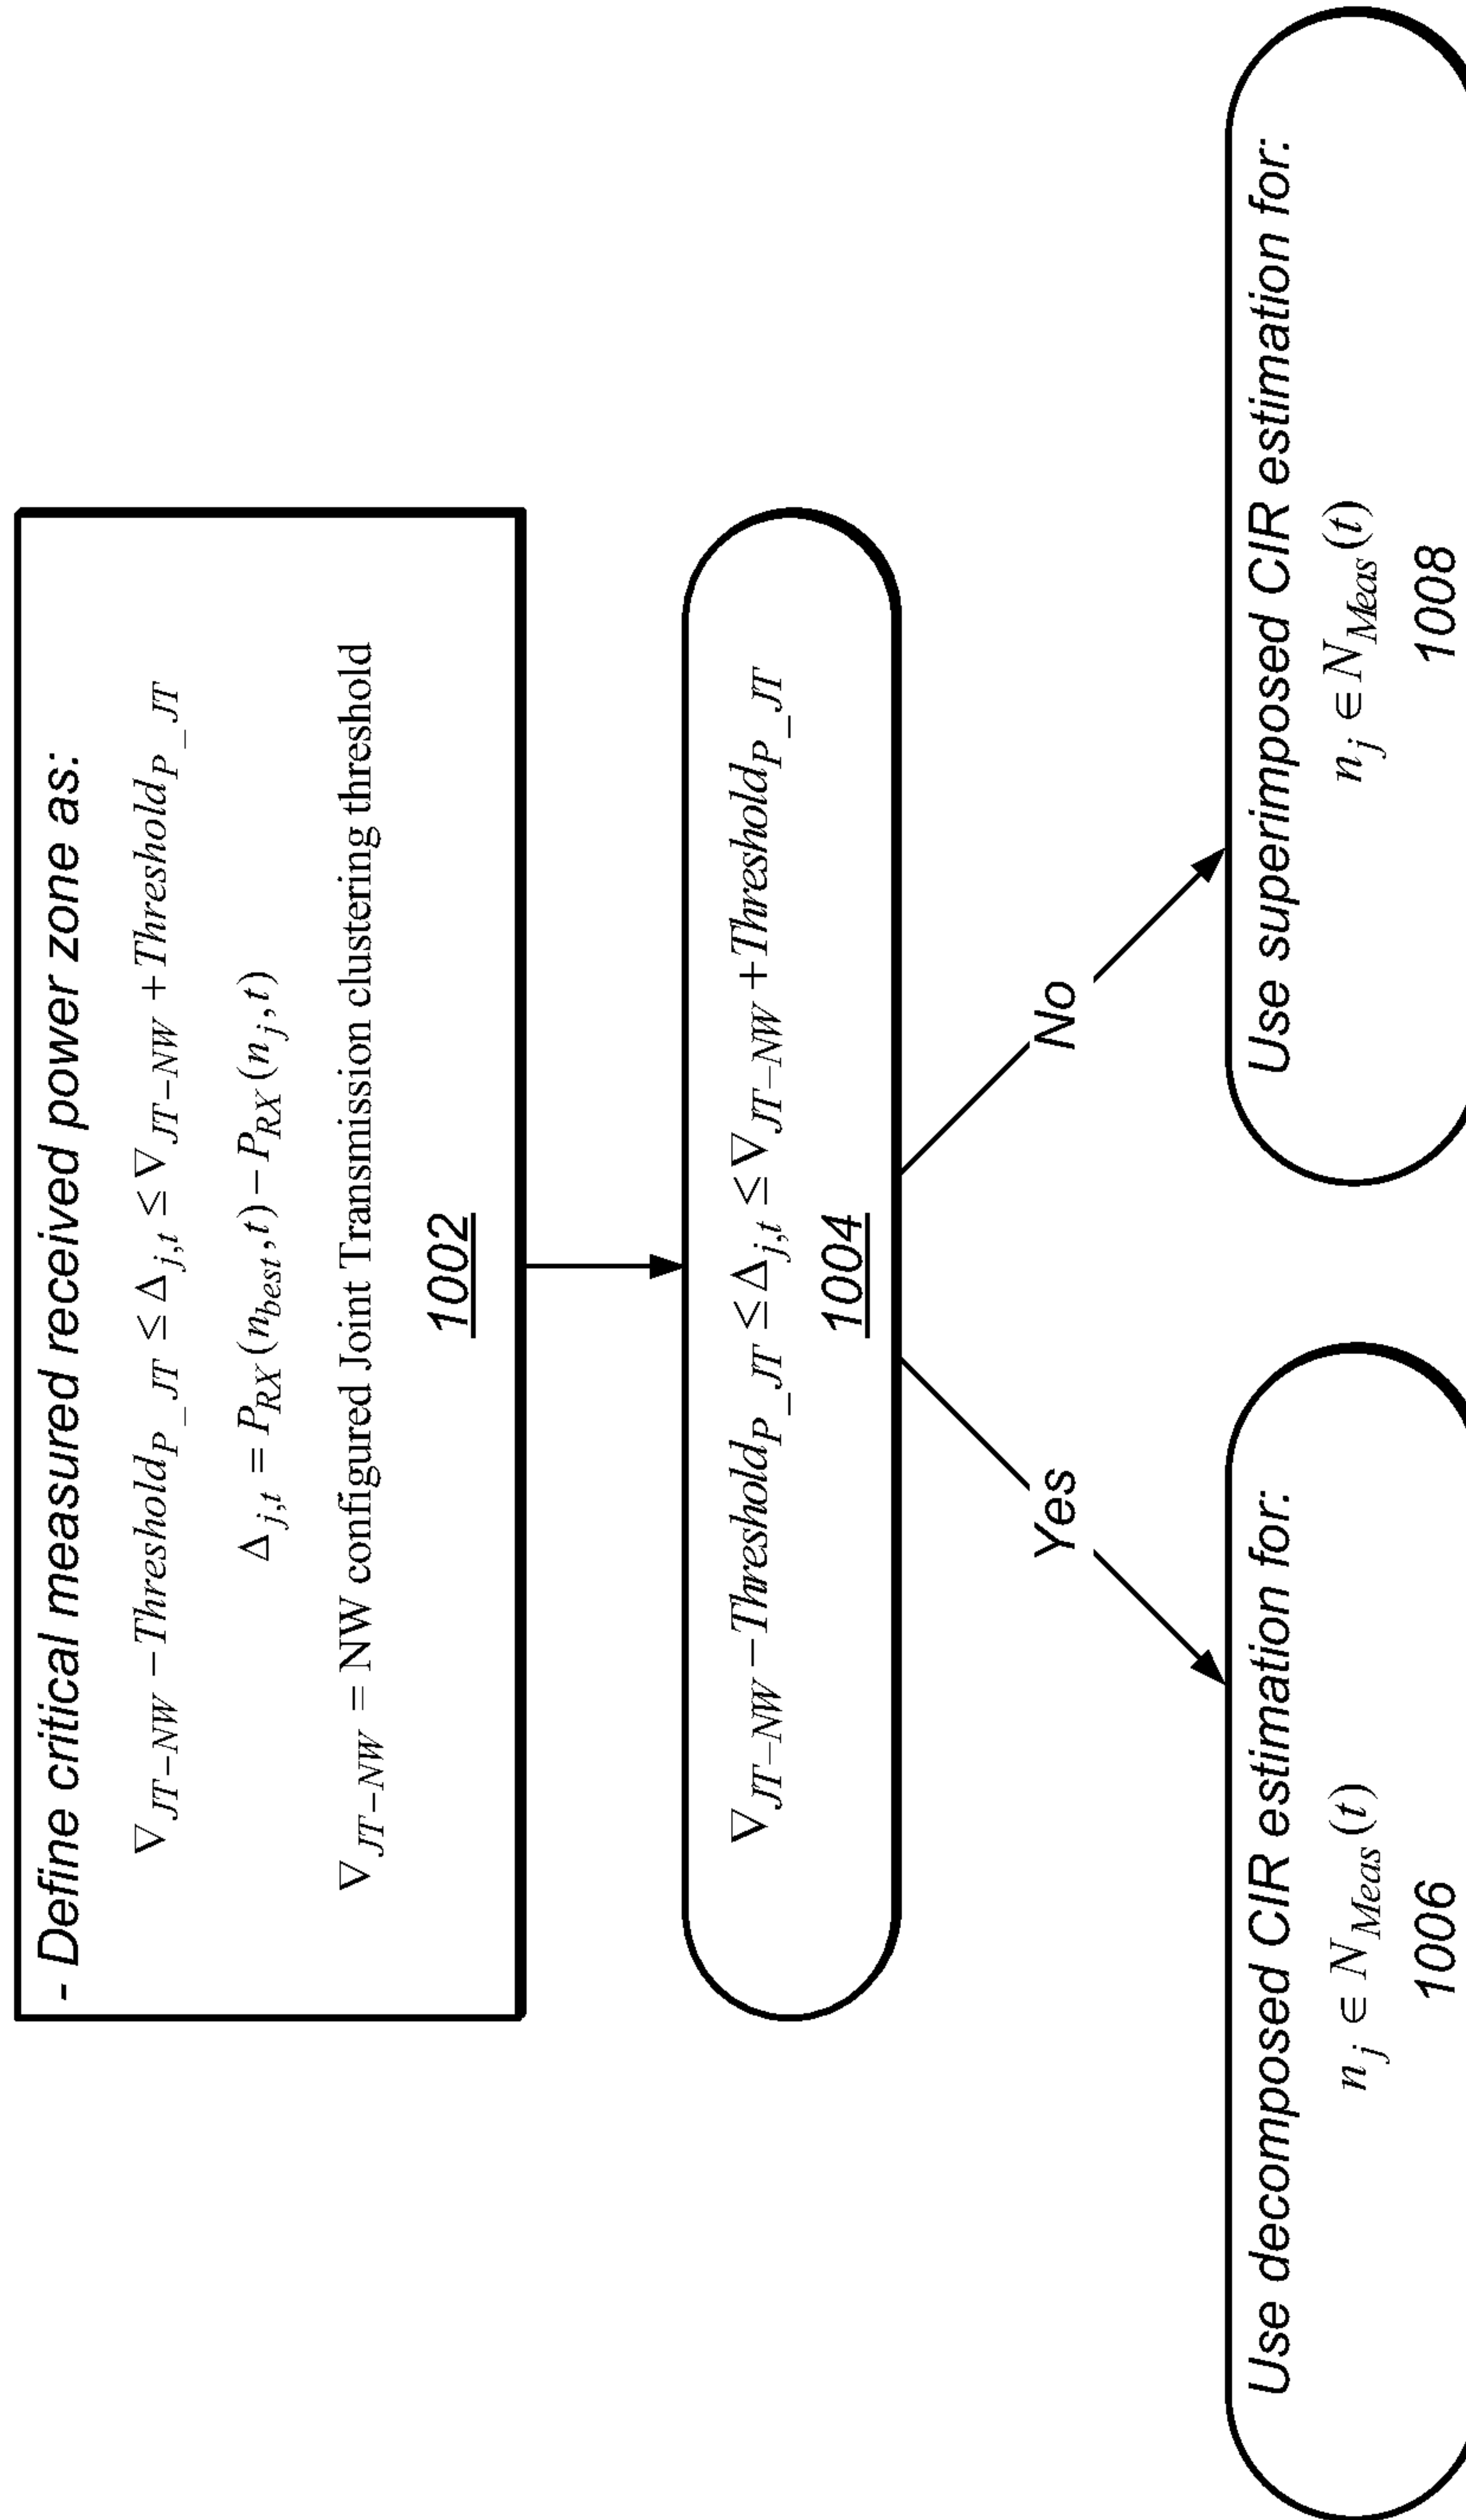 - Define critical measured received power zone as:
∇_{JT-NW} - Threshold_{P_JT} ≤ Δ_{j,t} ≤ ∇_{JT-NW} + Threshold_{P_JT}
Δ_{j,t} = P_{RX}(n_{best},t) - P_{RX}(n_j,t)
∇_{JT-NW} = NW configured Joint Transmission clustering threshold
1002
∇_{JT-NW} - Threshold_{P_JT} ≤ Δ_{j,t} ≤ ∇_{JT-NW} + Threshold_{P_JT}
1004
Yes
No
Use decomposed CIR estimation for:
n_j ∈ N_{Meas}(t)
1006
Use superimposed CIR estimation for:
n_j ∈ N_{Meas}(t)
1008